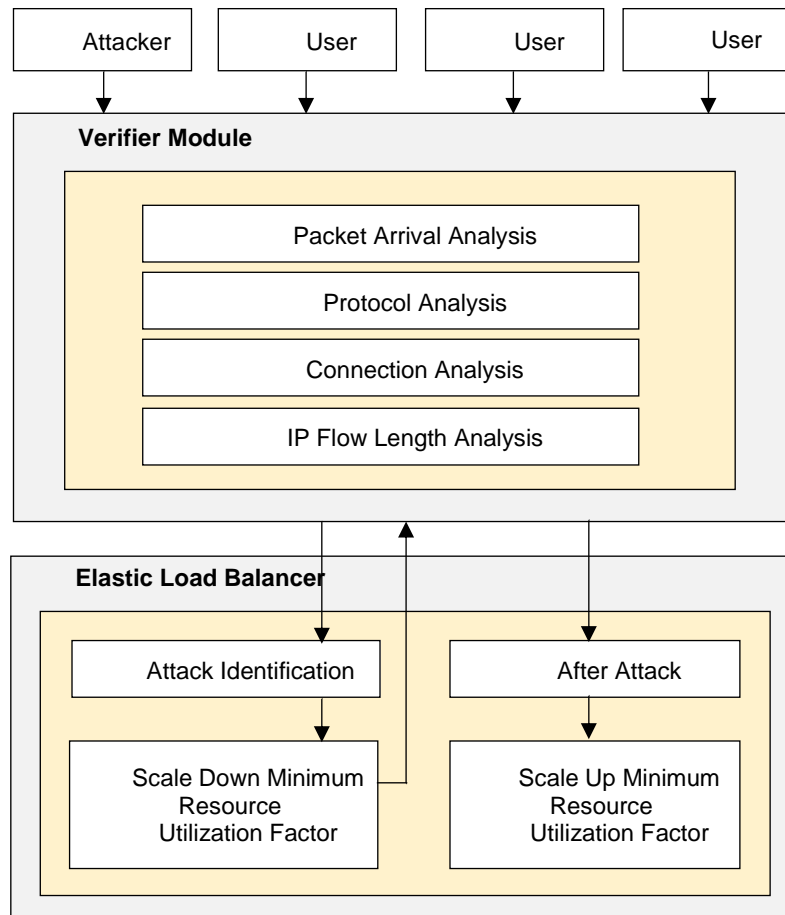 Attacker
User
User
User
Verifier Module
Packet Arrival Analysis
Protocol Analysis
Connection Analysis
IP Flow Length Analysis
Elastic Load Balancer
Attack Identification
After Attack
Scale Down Minimum
Resource
Utilization Factor
Scale Up Minimum
Resource
Utilization Factor